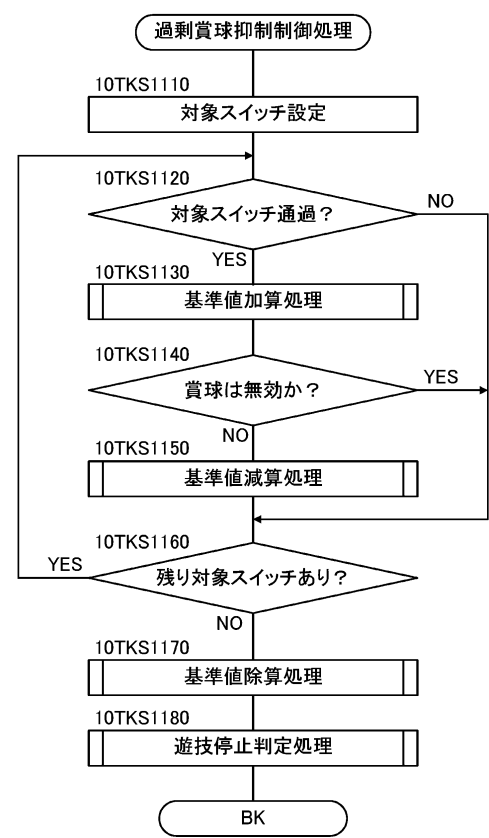 過剰賞球抑制制御処理
10TKS1110
対象スイッチ設定
10TKS1120
対象スイッチ通過？
NO
YES
10TKS1130
基準値加算処理
10TKS1140
賞球は無効か？
YES
NO
10TKS1150
基準値減算処理
10TKS1160
残り対象スイッチあり？
YES
NO
10TKS1170
基準値除算処理
10TKS1180
遊技停止判定処理
BK